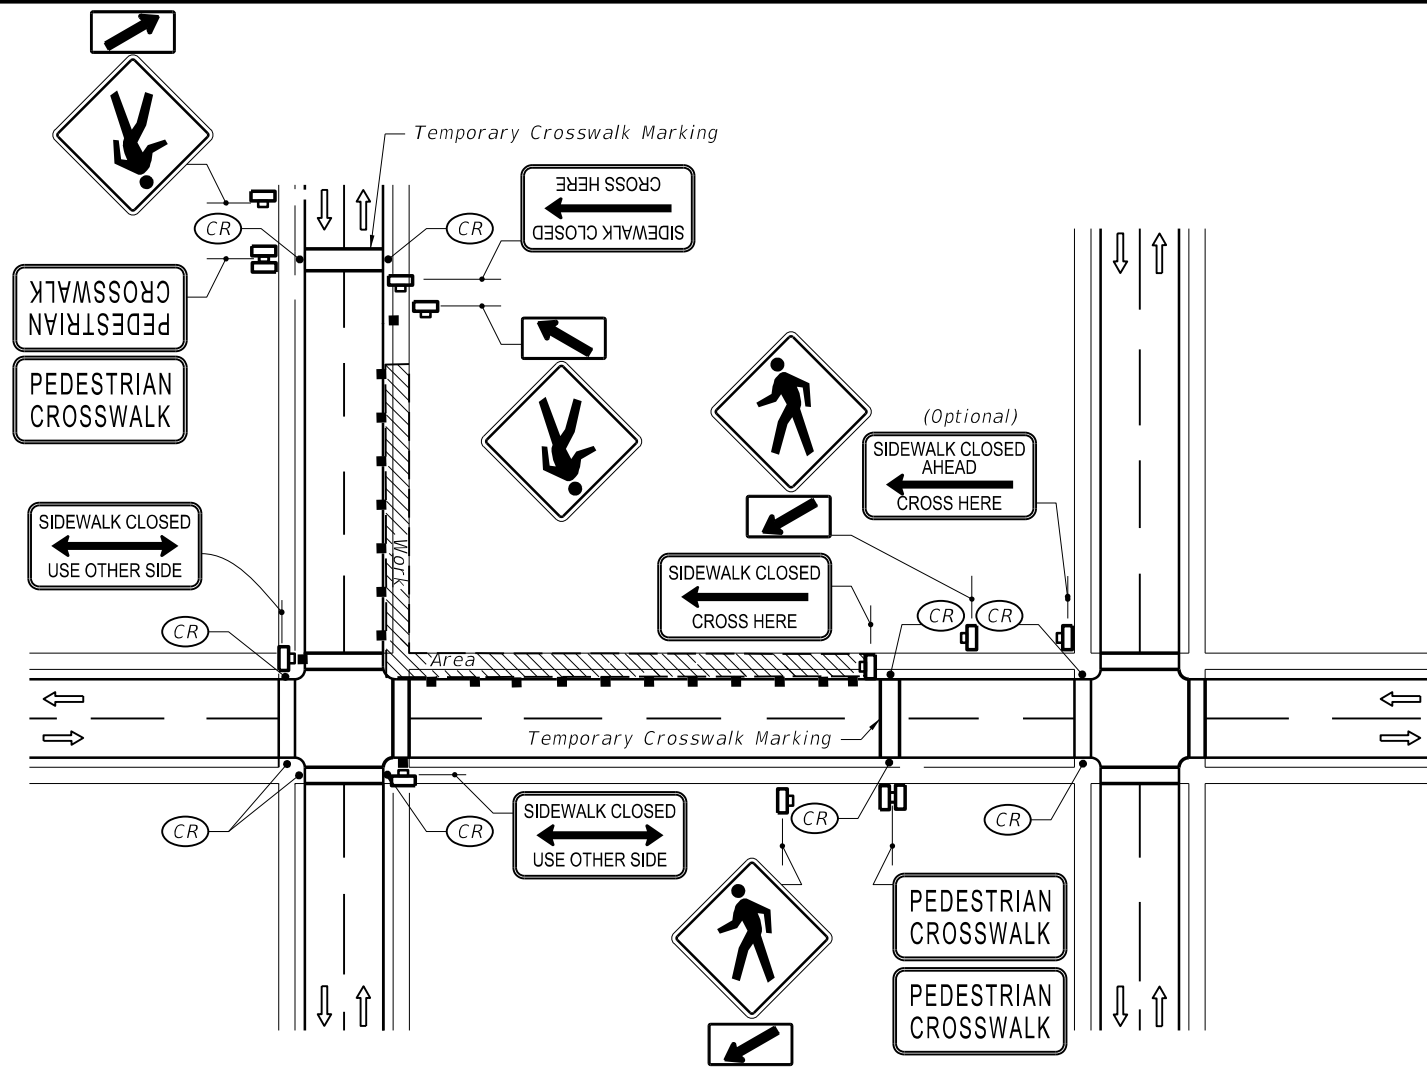 Temporary Crosswalk Marking
SIDEWALK CLOSED
CROSS HERE
CR
CR
PEDESTRIAN
CROSSWALK
PEDESTRIAN
CROSSWALK
(Optional)
SIDEWALK CLOSED
AHEAD
CROSS HERE
SIDEWALK CLOSED
USE OTHER SIDE
Work
SIDEWALK CLOSED
CROSS HERE
CR
CR
CR
Area
Temporary Crosswalk Marking
CR
CR
SIDEWALK CLOSED
USE OTHER SIDE
CR
CR
PEDESTRIAN
CROSSWALK
PEDESTRIAN
CROSSWALK